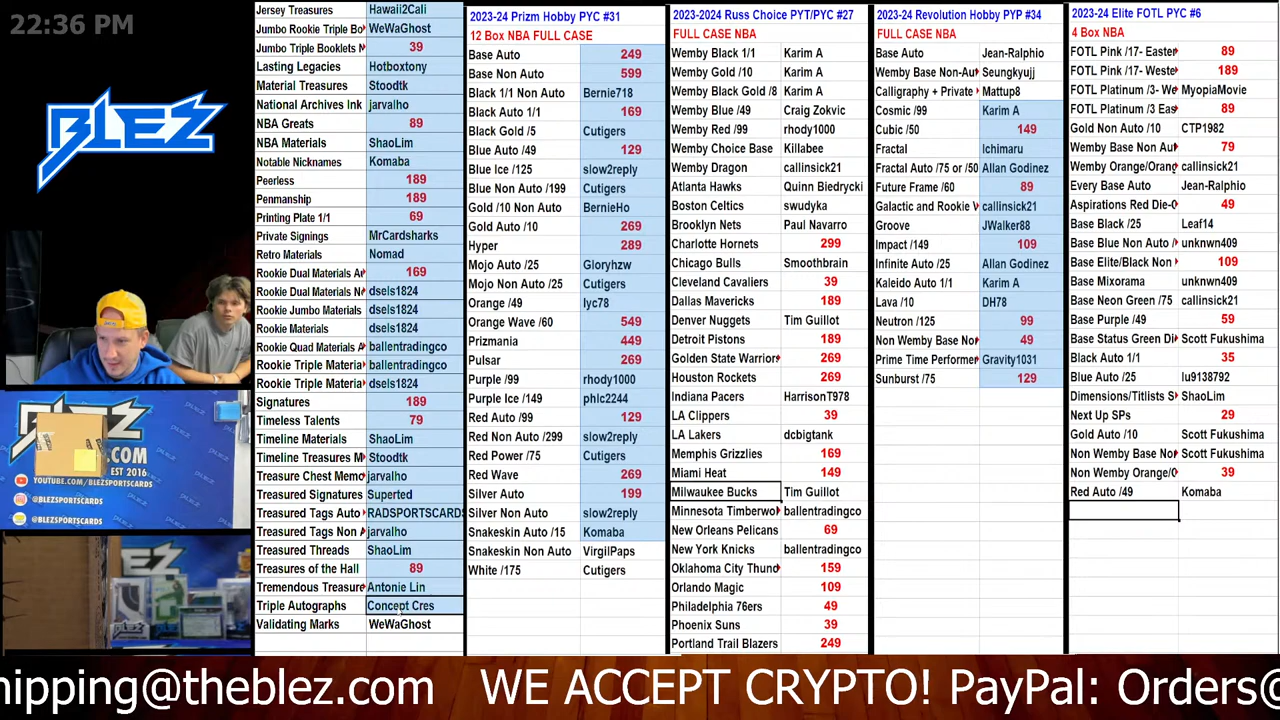 22:36 PM
BLEZ
BLEZ
.COM
EST 2016
YOUTUBE.COM/BLEZSPORTSCARDS
@BLEZSPORTSCARDS
@BLEZSPORTSCARDS
Jersey Treasures Hawaii2Cali
Jumbo Rookie Triple Bo WeWaGhost
Jumbo Triple Booklets N 39
Lasting Legacies Hotboxtony
Material Treasures Stoodtk
National Archives Ink jarvalho
NBA Greats 89
NBA Materials ShaoLim
Notable Nicknames Komaba
Peerless 189
Penmanship 189
Printing Plate 1/1 69
Private Signings MrCardsharks
Retro Materials Nomad
Rookie Dual Materials Au 169
Rookie Dual Materials N dsels1824
Rookie Jumbo Materials dsels1824
Rookie Materials dsels1824
Rookie Quad Materials A ballentradingco
Rookie Triple Materia ballentradingco
Rookie Triple Materia dsels1824
Signatures 189
Timeless Talents 79
Timeline Materials ShaoLim
Timeline Treasures M Stoodtk
Treasure Chest Memo jarvalho
Treasured Signatures Superted
Treasured Tags Auto RADSPORTSCARDS
Treasured Tags Non A jarvalho
Treasured Threads ShaoLim
Treasures of the Hall 89
Tremendous Treasure Antonie Lin
Triple Autographs Concept Cres
Validating Marks WeWaGhost
2023-24 Prizm Hobby PYC #31
12 Box NBA FULL CASE
Base Auto 249
Base Non Auto 599
Black 1/1 Non Auto Bernie718
Black Auto 1/1 169
Black Gold /5 Cutigers
Blue Auto /49 129
Blue Ice /125 slow2reply
Blue Non Auto /199 Cutigers
Gold /10 Non Auto BernieHo
Gold Auto /10 269
Hyper 289
Mojo Auto /25 Gloryhzw
Mojo Non Auto /25 Cutigers
Orange /49 lyc78
Orange Wave /60 549
Prizmania 449
Pulsar 269
Purple /99 rhody1000
Purple Ice /149 phlc2244
Red Auto /99 129
Red Non Auto /299 slow2reply
Red Power /75 Cutigers
Red Wave 269
Silver Auto 199
Silver Non Auto slow2reply
Snakeskin Auto /15 Komaba
Snakeskin Non Auto VirgilPaps
White /175 Cutigers
2023-2024 Russ Choice PYT/PYC #27
FULL CASE NBA
Wemby Black 1/1 Karim A
Wemby Gold /10 Karim A
Wemby Black Gold /8 Karim A
Wemby Blue /49 Craig Zokvic
Wemby Red /99 rhody1000
Wemby Choice Base Killabee
Wemby Dragon callinsick21
Atlanta Hawks Quinn Biedrycki
Boston Celtics swudyka
Brooklyn Nets Paul Navarro
Charlotte Hornets 299
Chicago Bulls Smoothbrain
Cleveland Cavaliers 39
Dallas Mavericks 189
Denver Nuggets Tim Guillot
Detroit Pistons 189
Golden State Warrior 269
Houston Rockets 269
Indiana Pacers HarrisonT978
LA Clippers 39
LA Lakers dcbigtank
Memphis Grizzlies 169
Miami Heat 149
Milwaukee Bucks Tim Guillot
Minnesota Timberwo ballentradingco
New Orleans Pelicans 69
New York Knicks ballentradingco
Oklahoma City Thund 159
Orlando Magic 109
Philadelphia 76ers 49
Phoenix Suns 39
Portland Trail Blazers 249
2023-24 Revolution Hobby PYP #34
FULL CASE NBA
Base Auto Jean-Ralphio
Wemby Base Non-Au Seungkyujj
Calligraphy + Private Mattup8
Cosmic /99 Karim A
Cubic /50 149
Fractal Ichimaru
Fractal Auto /75 or /50 Allan Godinez
Future Frame /60 89
Galactic and Rookie V callinsick21
Groove JWalker88
Impact /149 109
Infinite Auto /25 Allan Godinez
Kaleido Auto 1/1 Karim A
Lava /10 DH78
Neutron /125 99
Non Wemby Base No 49
Prime Time Performer Gravity1031
Sunburst /75 129
2023-24 Elite FOTL PYC #6
4 Box NBA
FOTL Pink /17- Easter 89
FOTL Pink /17- Weste 189
FOTL Platinum /3- We MyopiaMovie
FOTL Platinum /3 East 89
Gold Non Auto /10 CTP1982
Wemby Base Non Au 79
Wemby Orange/Oran callinsick21
Every Base Auto Jean-Ralphio
Aspirations Red Die-C 49
Base Black /25 Leaf14
Base Blue Non Auto / unknwn409
Base Elite/Black Non 109
Base Mixorama unknwn409
Base Neon Green /75 callinsick21
Base Purple /49 59
Base Status Green Di Scott Fukushima
Black Auto 1/1 35
Blue Auto /25 lu9138792
Dimensions/Titlists S ShaoLim
Next Up SPs 29
Gold Auto /10 Scott Fukushima
Non Wemby Base No Scott Fukushima
Non Wemby Orange/O 39
Red Auto /49 Komaba
hipping@theblez.com WE ACCEPT CRYPTO! PayPal: Orders@